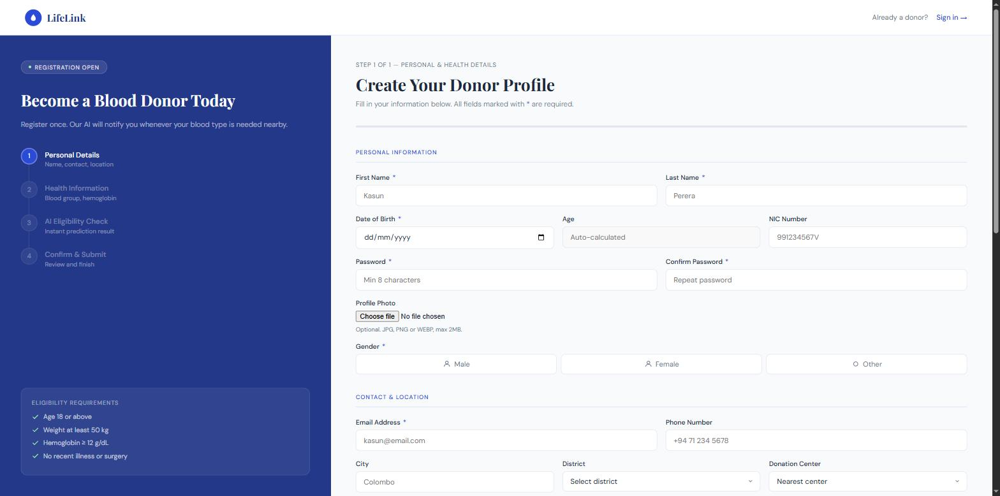 LifeLink
Already a donor? Sign in →
REGISTRATION OPEN
Become a Blood Donor Today
Register once. Our AI will notify you whenever your blood type is needed nearby.
1 Personal Details
Name, contact, location
2 Health Information
Blood group, hemoglobin
3 AI Eligibility Check
Instant prediction result
4 Confirm & Submit
Review and finish
ELIGIBILITY REQUIREMENTS
Age 18 or above
Weight at least 50 kg
Hemoglobin ≥ 12 g/dL
No recent illness or surgery
STEP 1 OF 1 — PERSONAL & HEALTH DETAILS
Create Your Donor Profile
Fill in your information below. All fields marked with * are required.
PERSONAL INFORMATION
First Name * Last Name *
Kasun Perera
Date of Birth * Age NIC Number
dd/mm/yyyy Auto-calculated 991234567V
Password * Confirm Password *
Min 8 characters Repeat password
Profile Photo
Choose file No file chosen
Optional. JPG, PNG or WEBP, max 2MB.
Gender *
Male Female Other
CONTACT & LOCATION
Email Address * Phone Number
kasun@email.com +94 71 234 5678
City District Donation Center
Colombo Select district Nearest center